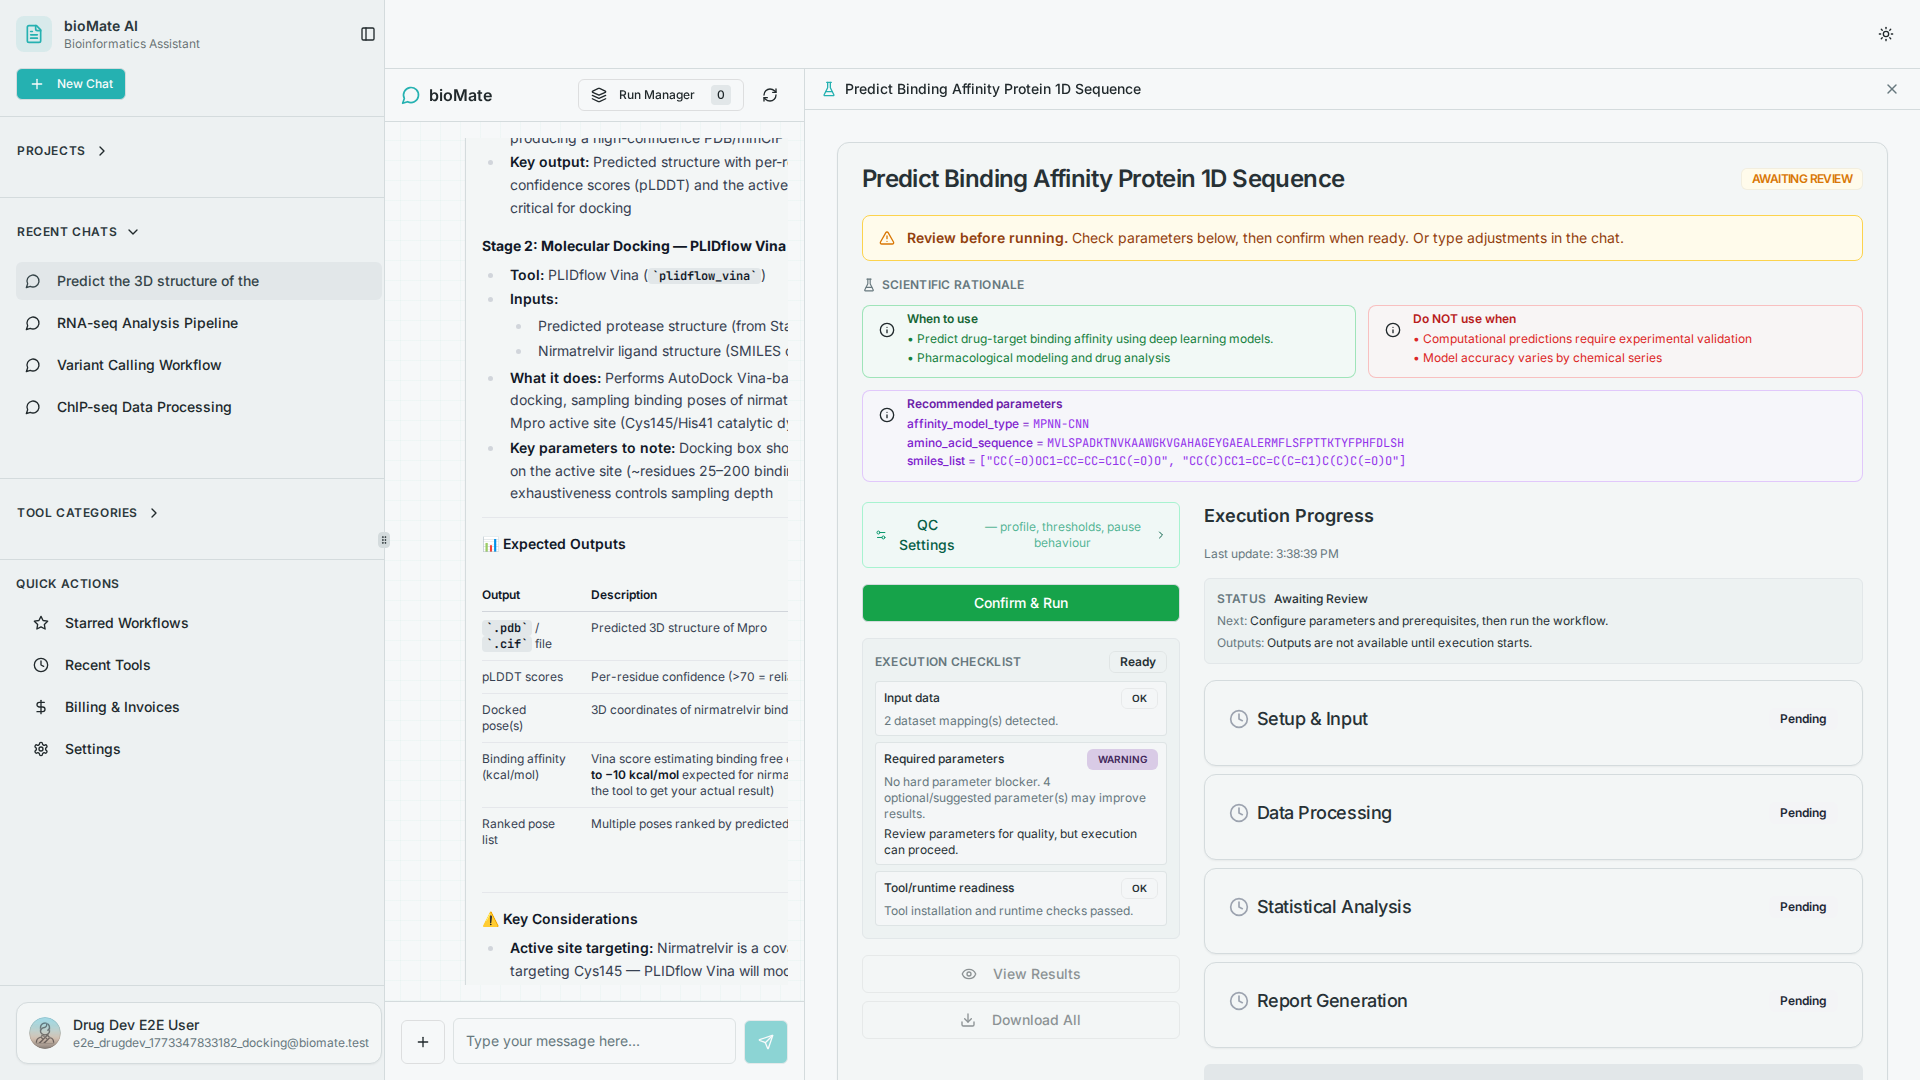 bioMate AI
Bioinformatics Assistant
New Chat
PROJECTS
RECENT CHATS
Predict the 3D structure of the
RNA-seq Analysis Pipeline
Variant Calling Workflow
ChIP-seq Data Processing
TOOL CATEGORIES
QUICK ACTIONS
Starred Workflows
Recent Tools
Billing & Invoices
Settings
Drug Dev E2E User
e2e_drugdev_1773347833182_docking@biomate.test
bioMate
Run Manager 0
producing a high-confidence PDB/mmCIF
Key output: Predicted structure with per-
confidence scores (pLDDT) and the active
critical for docking
Stage 2: Molecular Docking — PLIDflow Vina
Tool: PLIDflow Vina (`plidflow_vina`)
Inputs:
Predicted protease structure (from
Nirmatrelvir ligand structure (SMILES
What it does: Performs AutoDock
docking, sampling binding poses of
Mpro active site (Cys145/His41 catalytic
Key parameters to note: Docking box
on the active site (~residues 25–200
exhaustiveness controls sampling depth
📊 Expected Outputs
Output Description
`.pdb` / `.cif` file Predicted 3D structure of Mpro
pLDDT scores Per-residue confidence (>70 =
Docked pose(s) 3D coordinates of nirmatrelvir
Binding affinity (kcal/mol) Vina score estimating binding free
to −10 kcal/mol expected for
the tool to get your actual result)
Ranked pose list Multiple poses ranked by predicted
⚠️ Key Considerations
Active site targeting: Nirmatrelvir is a
targeting Cys145 — PLIDflow Vina will
Type your message here...
Predict Binding Affinity Protein 1D Sequence
Predict Binding Affinity Protein 1D Sequence
AWAITING REVIEW
Review before running. Check parameters below, then confirm when ready. Or type adjustments in the chat.
SCIENTIFIC RATIONALE
When to use
• Predict drug-target binding affinity using deep learning models.
• Pharmacological modeling and drug analysis
Do NOT use when
• Computational predictions require experimental validation
• Model accuracy varies by chemical series
Recommended parameters
affinity_model_type = MPNN-CNN
amino_acid_sequence = MVLSPADKTNVKAAWGKVGAHAGEYGAEALERMFLSFPTTKTYFPHFDLSH
smiles_list = ["CC(=O)OC1=CC=CC=C1C(=O)O", "CC(C)CC1=CC=C(C=C1)C(C)C(=O)O"]
QC Settings
— profile, thresholds, pause behaviour
Confirm & Run
EXECUTION CHECKLIST Ready
Input data OK
2 dataset mapping(s) detected.
Required parameters WARNING
No hard parameter blocker. 4
optional/suggested parameter(s) may improve
results.
Review parameters for quality, but execution
can proceed.
Tool/runtime readiness OK
Tool installation and runtime checks passed.
View Results
Download All
Execution Progress
Last update: 3:38:39 PM
STATUS Awaiting Review
Next: Configure parameters and prerequisites, then run the workflow.
Outputs: Outputs are not available until execution starts.
Setup & Input Pending
Data Processing Pending
Statistical Analysis Pending
Report Generation Pending